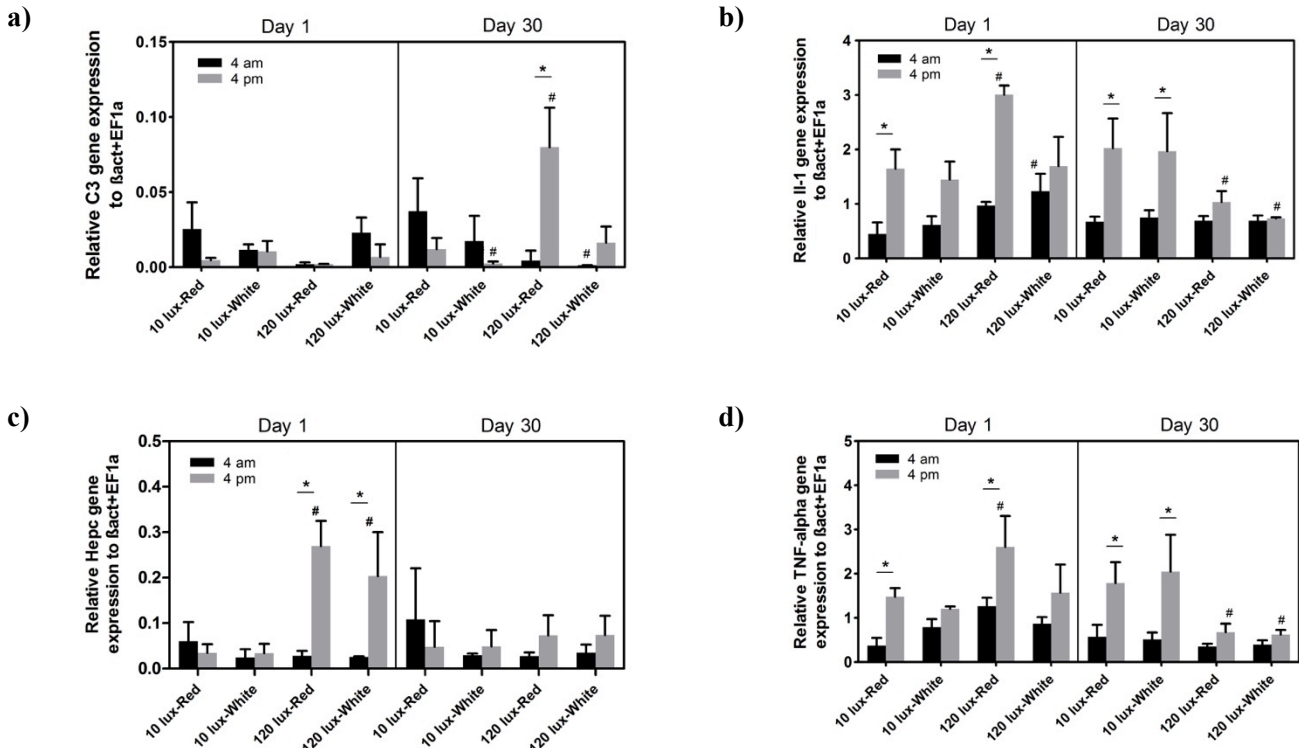 a)
Day 1
Day 30
0.15
0.10
0.05
0.00
4 am
4 pm
*
#
#
#
Relative C3 gene expression
to ßact+EF1a
10 lux-Red
10 lux-White
120 lux-Red
120 lux-White
10 lux-Red
10 lux-White
120 lux-Red
120 lux-White
b)
Day 1
Day 30
4
3
2
1
0
4 am
4 pm
*
*
#
#
*
*
#
#
Relative Il-1 gene expression
to ßact+EF1a
10 lux-Red
10 lux-White
120 lux-Red
120 lux-White
10 lux-Red
10 lux-White
120 lux-Red
120 lux-White
c)
Day 1
Day 30
0.5
0.4
0.3
0.2
0.1
0.0
4 am
4 pm
*
#
*
#
Relative Hepc gene
expression to ßact+EF1a
10 lux-Red
10 lux-White
120 lux-Red
120 lux-White
10 lux-Red
10 lux-White
120 lux-Red
120 lux-White
d)
Day 1
Day 30
5
4
3
2
1
0
4 am
4 pm
*
*
#
*
*
#
#
Relative TNF-alpha gene
expression to ßact+EF1a
10 lux-Red
10 lux-White
120 lux-Red
120 lux-White
10 lux-Red
10 lux-White
120 lux-Red
120 lux-White